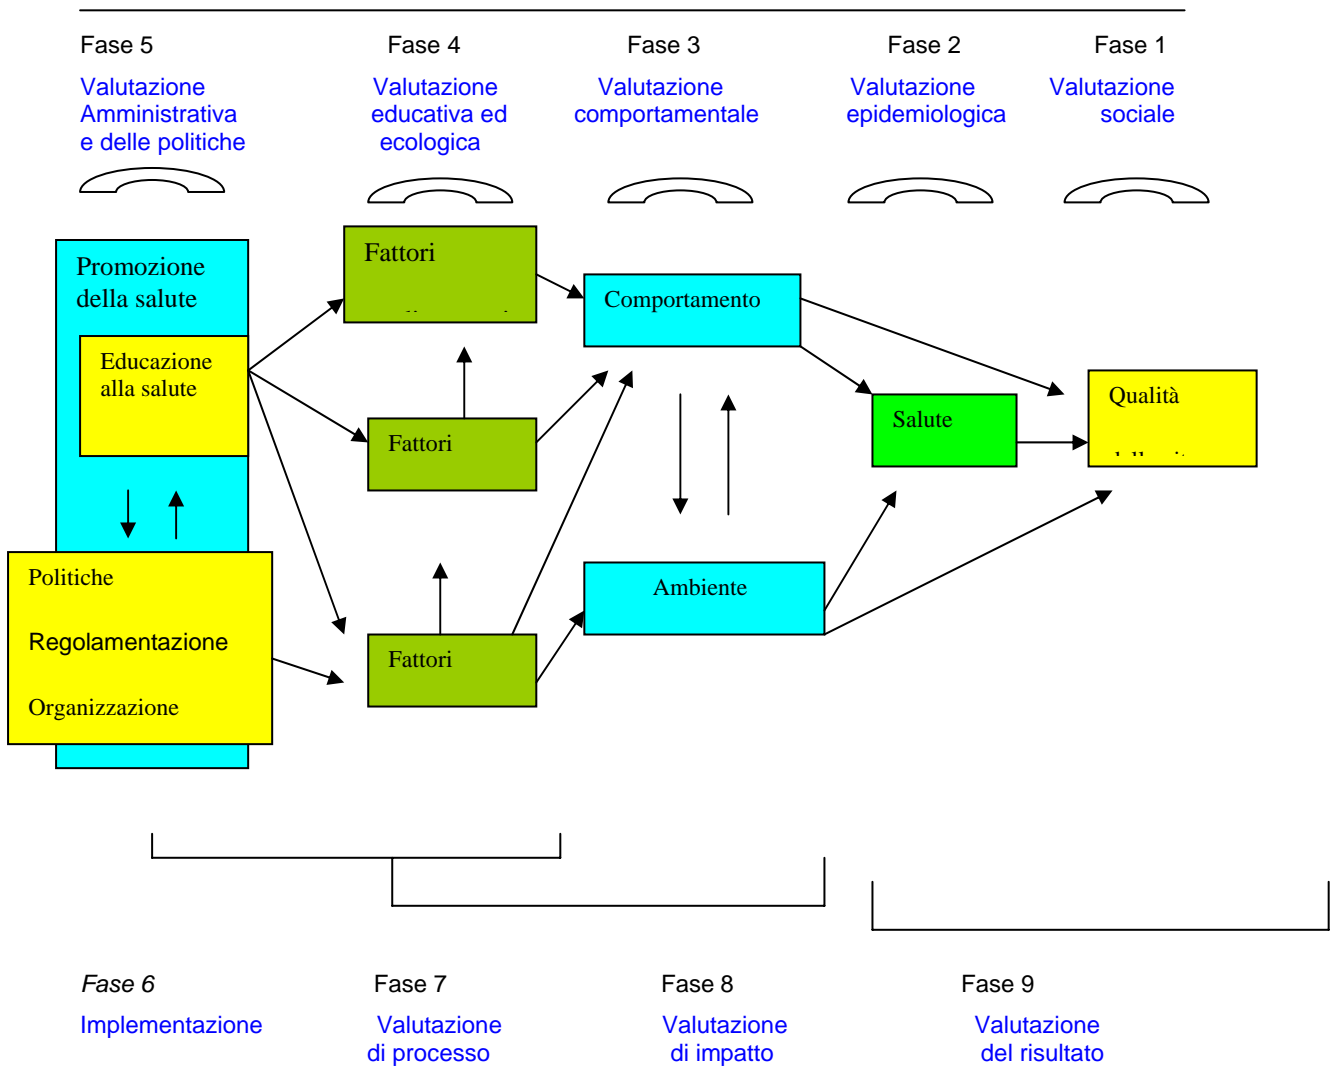 Fase 5
Fase 4
Fase 3
Fase 2
Fase 1
Valutazione
Amministrativa
e delle politiche
Valutazione
educativa ed
ecologica
Valutazione
comportamentale
Valutazione
epidemiologica
Valutazione
sociale
Promozione
della salute
Educazione
alla salute
Politiche
Regolamentazione
Organizzazione
Fattori
Fattori
Fattori
Comportamento
Ambiente
Salute
Qualità
Fase 6
Implementazione
Fase 7
Valutazione
di processo
Fase 8
Valutazione
di impatto
Fase 9
Valutazione
del risultato